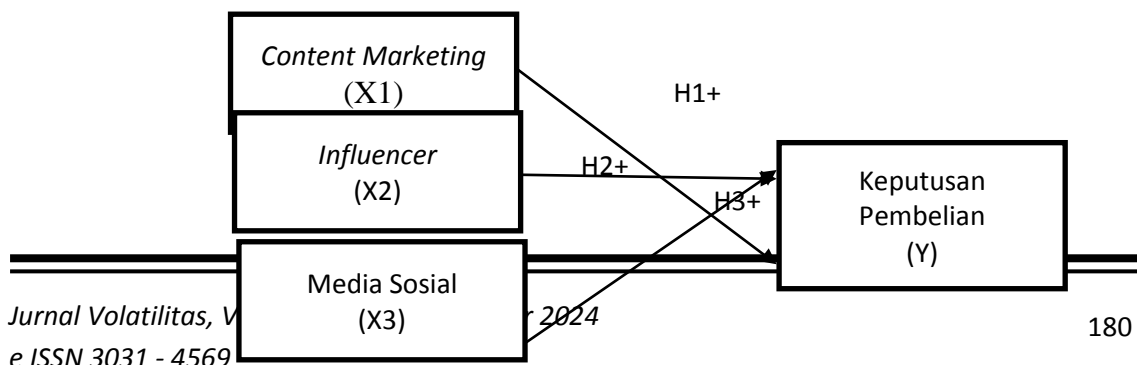 Content Marketing
(X1)
H1+
Influencer
(X2)
H2+
Keputusan
Pembelian
(Y)
H3+
Media Sosial
(X3)
Jurnal Volatilitas, V
2024
180
e ISSN 3031 - 4569